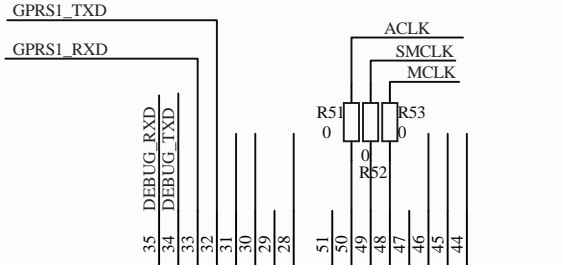 GPRS1_TXD
ACLK
GPRS1_RXD
SMCLK
MCLK
R51
R53
0
0
0
R52
DEBUG_RXD
DEBUG_TXD
35
34
33
32
31
30
29
28
51
50
49
48
47
46
45
44